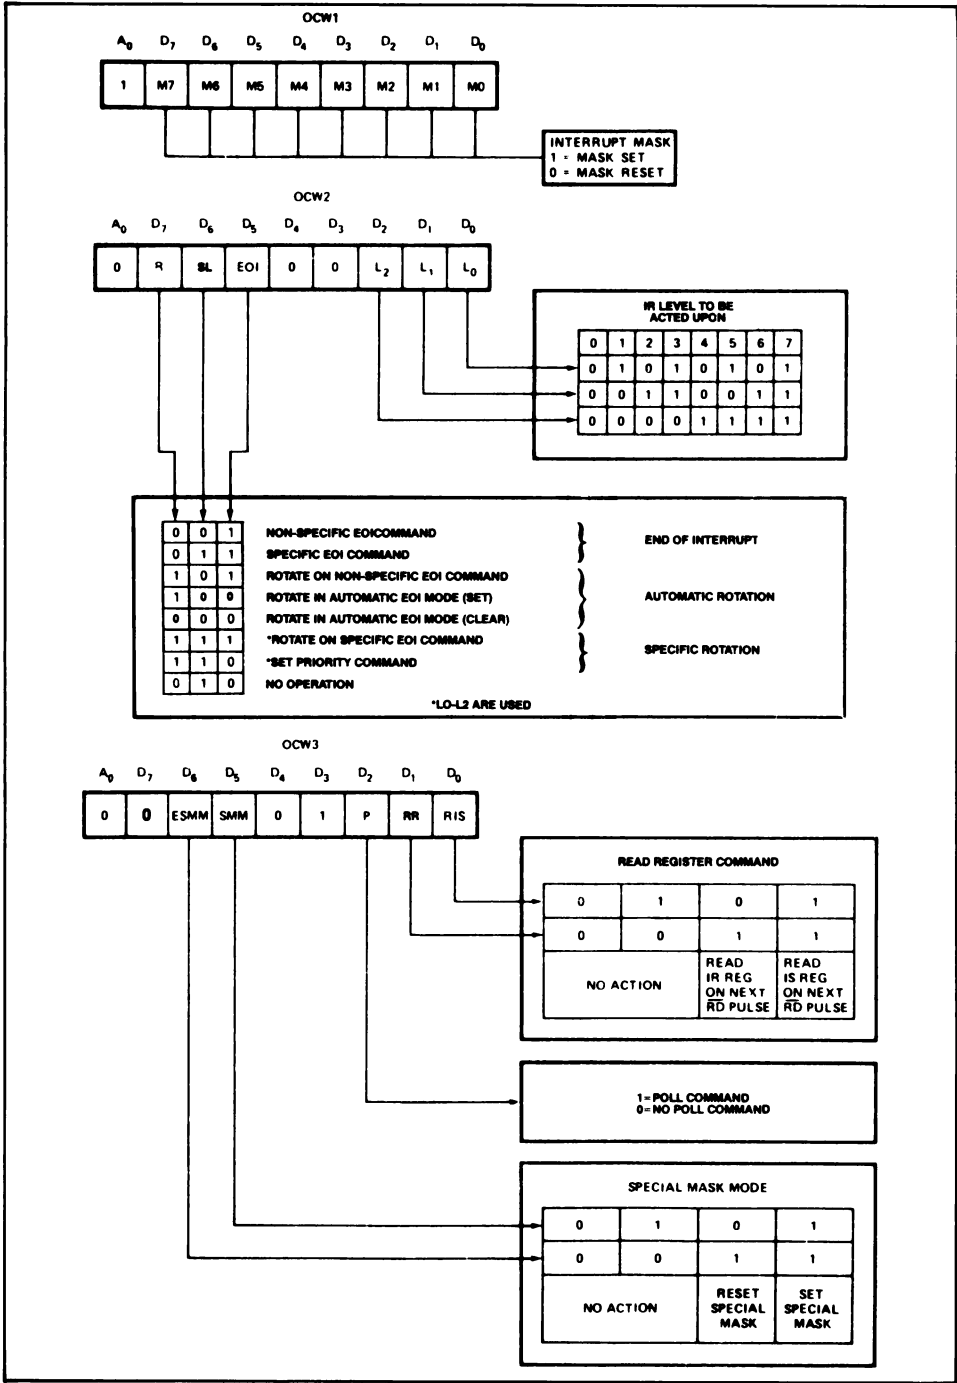 OCW1
A0 D7 D6 D5 D4 D3 D2 D1 D0
1 M7 M6 M5 M4 M3 M2 M1 M0
INTERRUPT MASK
1 = MASK SET
0 = MASK RESET
OCW2
A0 D7 D6 D5 D4 D3 D2 D1 D0
0 R SL EOI 0 0 L2 L1 L0
IR LEVEL TO BE
ACTED UPON
0 1 2 3 4 5 6 7
0 1 0 1 0 1 0 1
0 0 1 1 0 0 1 1
0 0 0 0 1 1 1 1
0 0 1 NON-SPECIFIC EOICOMMAND
0 1 1 SPECIFIC EOI COMMAND
END OF INTERRUPT
1 0 1 ROTATE ON NON-SPECIFIC EOI COMMAND
1 0 0 ROTATE IN AUTOMATIC EOI MODE (SET)
0 0 0 ROTATE IN AUTOMATIC EOI MODE (CLEAR)
AUTOMATIC ROTATION
1 1 1 *ROTATE ON SPECIFIC EOI COMMAND
1 1 0 *SET PRIORITY COMMAND
SPECIFIC ROTATION
0 1 0 NO OPERATION
*LO-L2 ARE USED
OCW3
A0 D7 D6 D5 D4 D3 D2 D1 D0
0 0 ESMM SMM 0 1 P RR RIS
READ REGISTER COMMAND
0 1 0 1
0 0 1 1
NO ACTION
READ
IR REG
ON NEXT
RD PULSE
READ
IS REG
ON NEXT
RD PULSE
1 = POLL COMMAND
0 = NO POLL COMMAND
SPECIAL MASK MODE
0 1 0 1
0 0 1 1
NO ACTION
RESET
SPECIAL
MASK
SET
SPECIAL
MASK